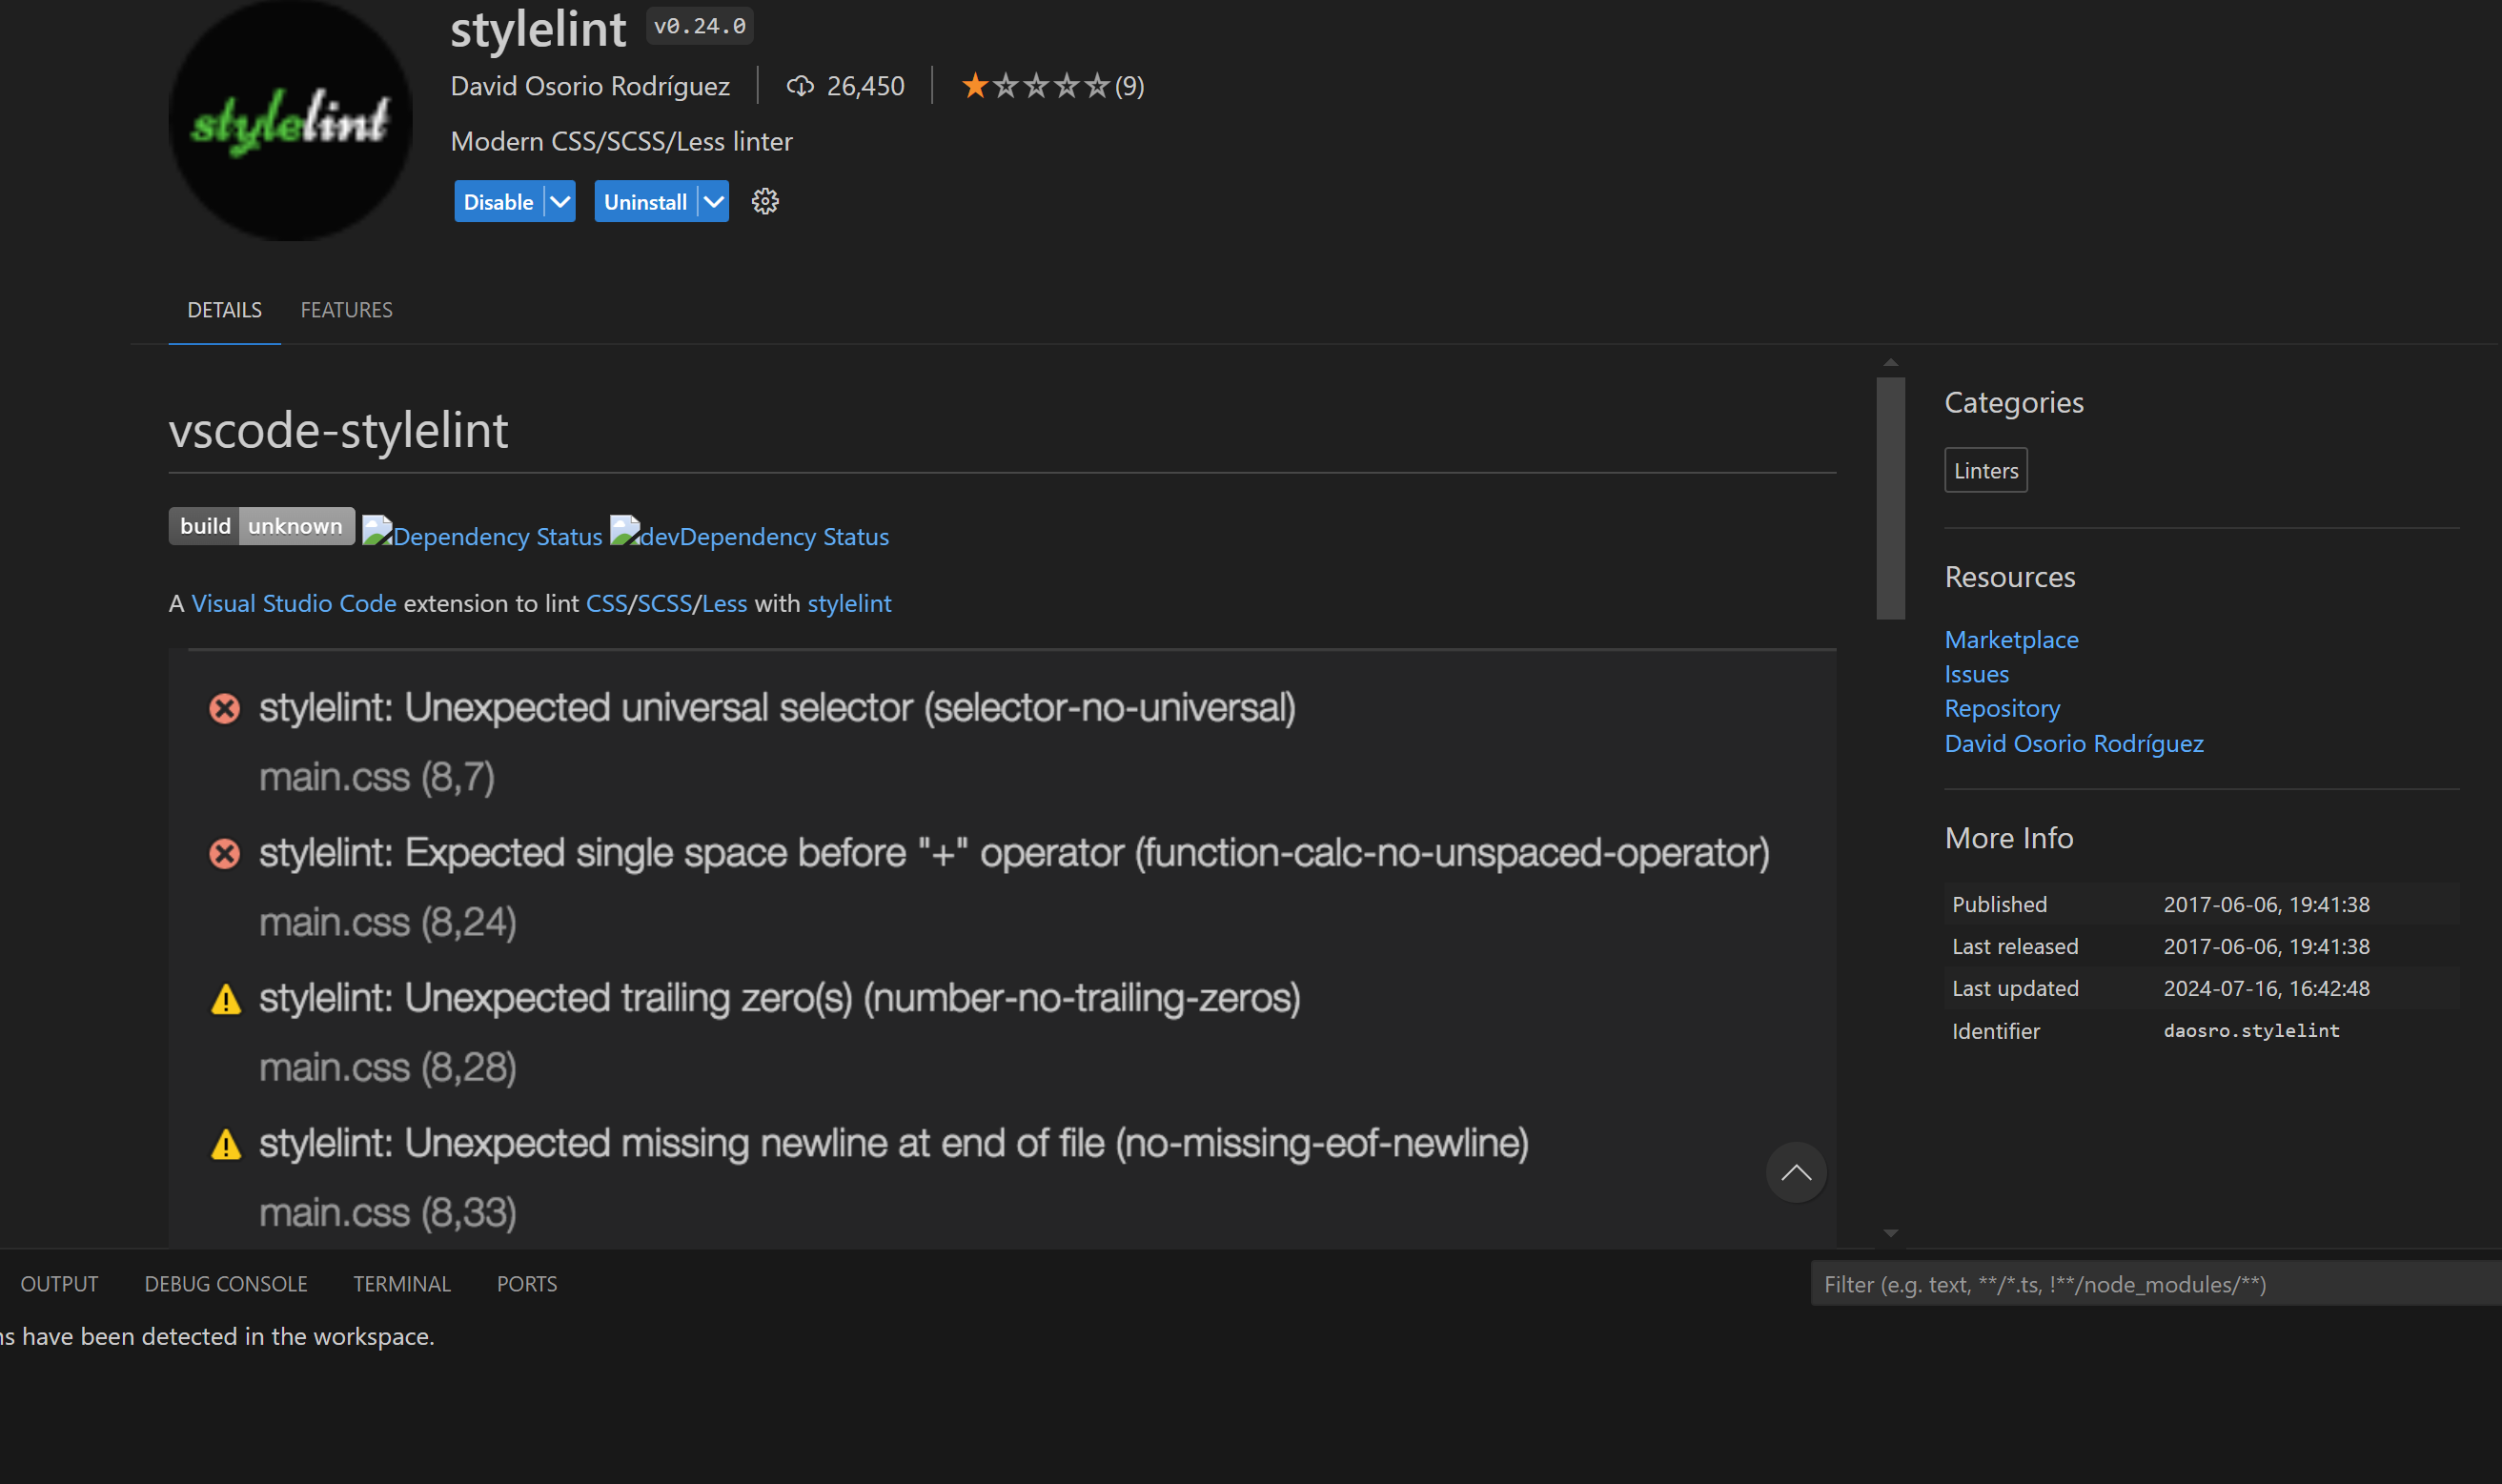 stylelint v0.24.0
David Osorio Rodríguez 26,450 (9)
stylelint
Modern CSS/SCSS/Less linter
Disable Uninstall
DETAILS FEATURES
vscode-stylelint
build unknown Dependency Status devDependency Status
A Visual Studio Code extension to lint CSS/SCSS/Less with stylelint
stylelint: Unexpected universal selector (selector-no-universal)
main.css (8,7)
stylelint: Expected single space before "+" operator (function-calc-no-unspaced-operator)
main.css (8,24)
stylelint: Unexpected trailing zero(s) (number-no-trailing-zeros)
main.css (8,28)
stylelint: Unexpected missing newline at end of file (no-missing-eof-newline)
main.css (8,33)
Categories
Linters
Resources
Marketplace
Issues
Repository
David Osorio Rodríguez
More Info
Published 2017-06-06, 19:41:38
Last released 2017-06-06, 19:41:38
Last updated 2024-07-16, 16:42:48
Identifier daosro.stylelint
OUTPUT DEBUG CONSOLE TERMINAL PORTS
Filter (e.g. text, **/*.ts, !**/node_modules/**)
have been detected in the workspace.